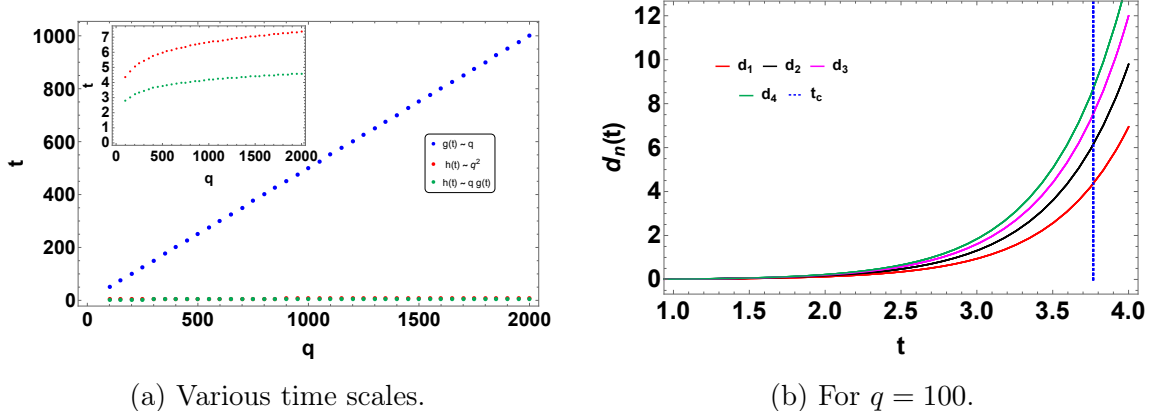 1000
800
600
400
200
0
t
0
500
1000
1500
2000
q
7
6
5
4
3
2
1
0
t
0
500
1000
1500
2000
q
g(t) ~ q
h(t) ~ q²
h(t) ~ q g(t)
(a) Various time scales.
12
10
8
6
4
2
0
dₙ(t)
1.0
1.5
2.0
2.5
3.0
3.5
4.0
t
d₁ d₂ d₃
d₄ t_c
(b) For q = 100.